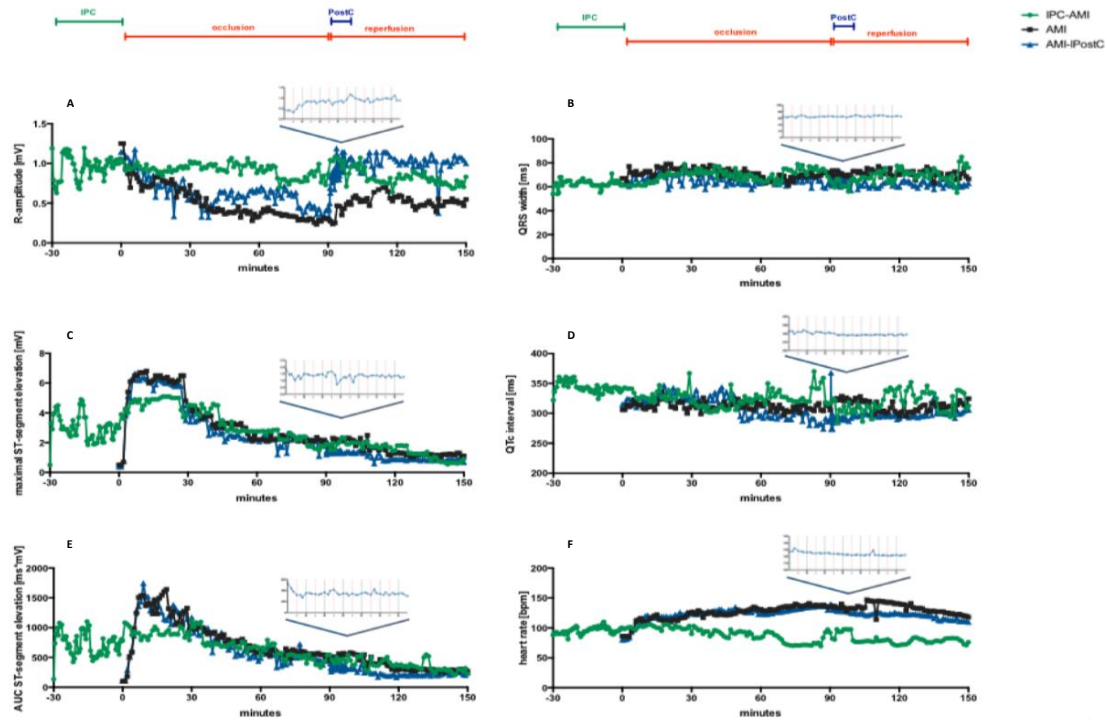 IPC
PostC
occlusion
reperfusion
IPC
PostC
occlusion
reperfusion
IPC-AMI
AMI
AMI-IPostC
A
R-amplitude [mV]
1.5
1.0
0.5
0.0
-30 0 30 60 90 120 150
minutes
B
QRS width [ms]
100
80
60
40
20
0
-30 0 30 60 90 120 150
minutes
C
maximal ST-segment elevation [mV]
8
6
4
2
0
-30 0 30 60 90 120 150
minutes
D
QTc interval [ms]
400
350
300
250
200
-30 0 30 60 90 120 150
minutes
E
AUC ST-segment elevation [ms*mV]
2000
1500
1000
500
0
-30 0 30 60 90 120 150
minutes
F
heart rate [bpm]
200
150
100
50
0
-30 0 30 60 90 120 150
minutes